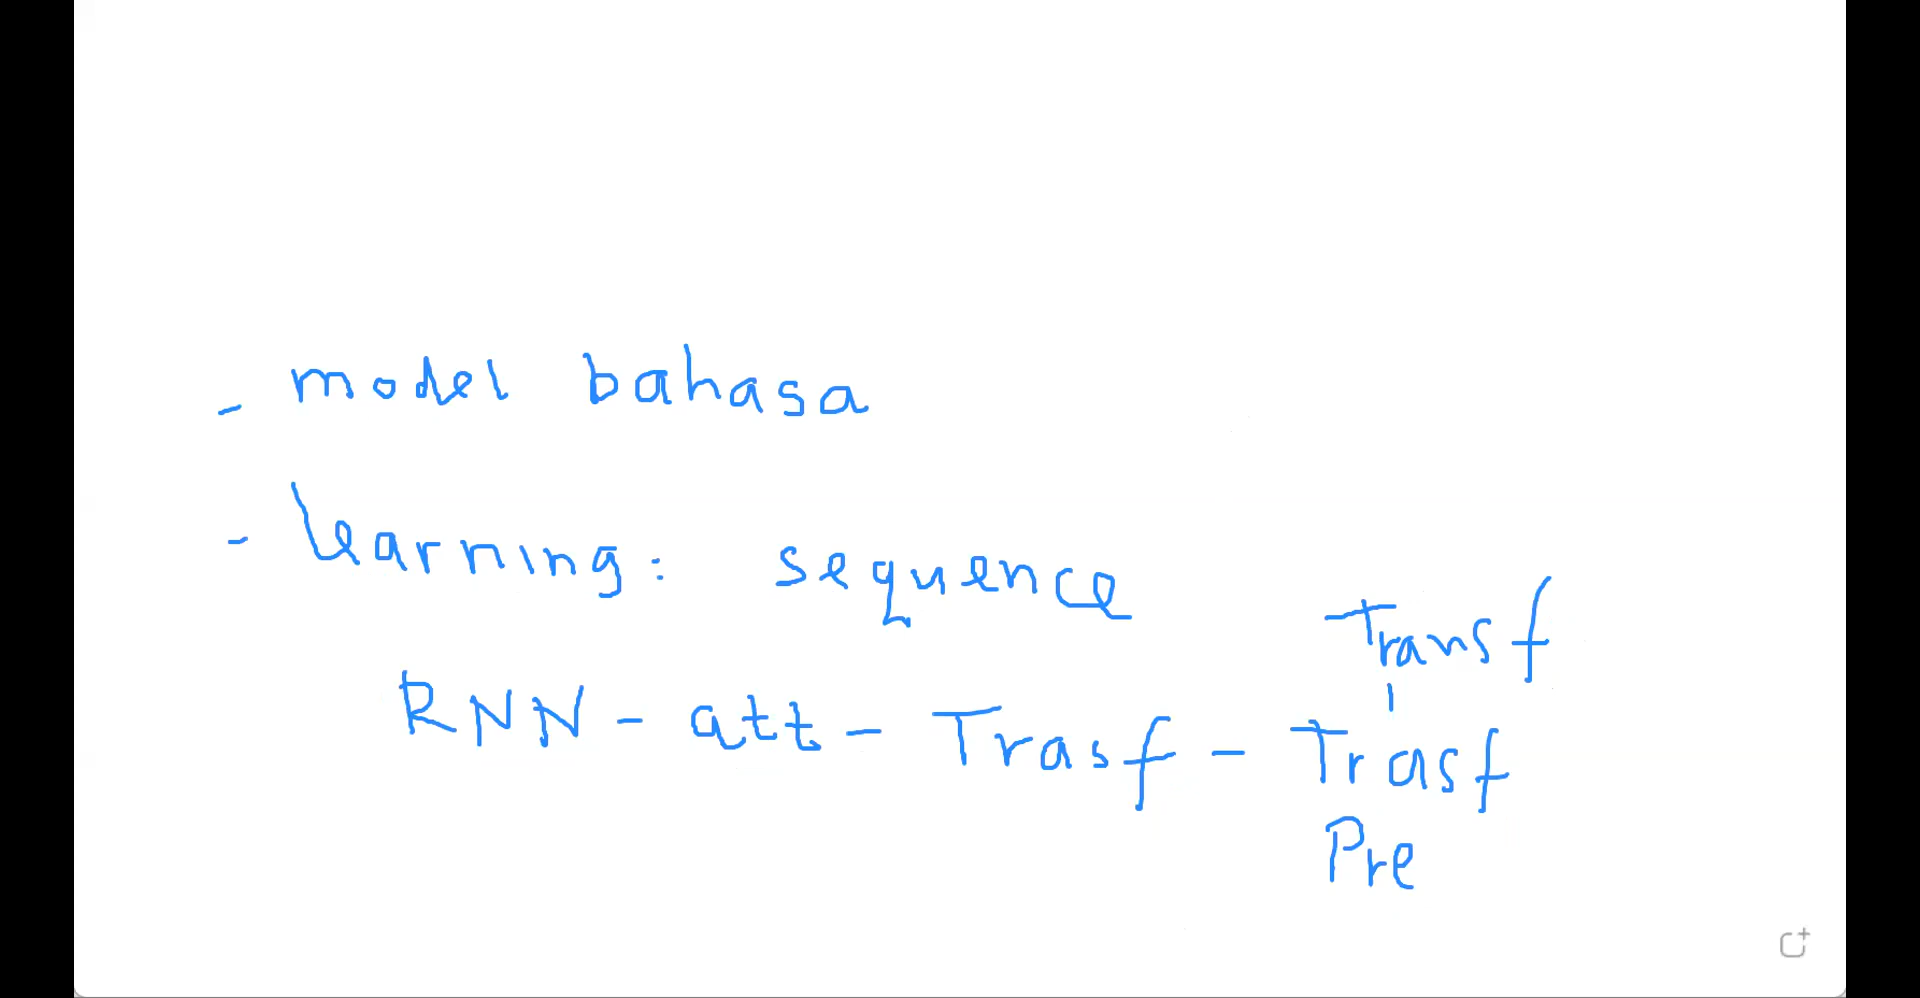 - model bahasa
- learning: sequence
Transf
RNN - att - Trasf - Trasf
Pre